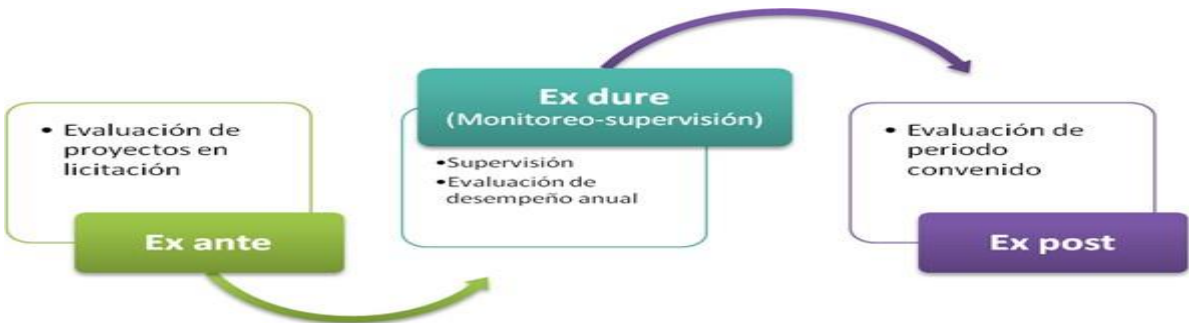 • Evaluación de
proyectos en
licitación
Ex ante
Ex dure
(Monitoreo-supervisión)
•Supervisión
•Evaluación de
desempeño anual
• Evaluación de
periodo
convenido
Ex post